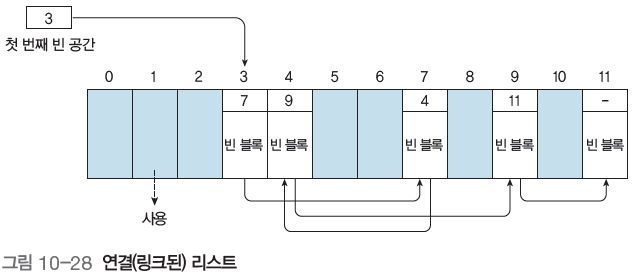 3
첫 번째 빈 공간
0 1 2 3 4 5 6 7 8 9 10 11
7 9 4 11 -
빈 블록 빈 블록 빈 블록 빈 블록 빈 블록
사용
그림 10-28 연결(링크된) 리스트